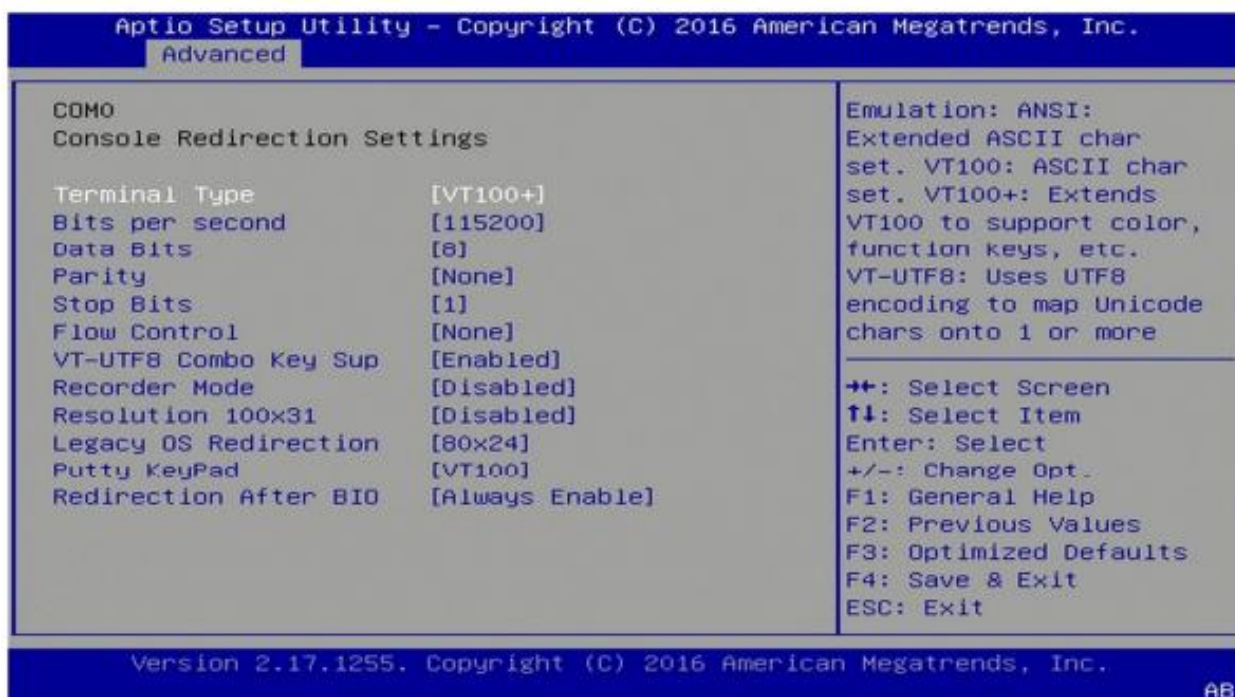 Aptio Setup Utility – Copyright (C) 2016 American Megatrends, Inc.
Advanced
COM0
Console Redirection Settings
Terminal Type [VT100+]
Bits per second [115200]
Data Bits [8]
Parity [None]
Stop Bits [1]
Flow Control [None]
VT-UTF8 Combo Key Sup [Enabled]
Recorder Mode [Disabled]
Resolution 100x31 [Disabled]
Legacy OS Redirection [80x24]
Putty KeyPad [VT100]
Redirection After BIO [Always Enable]
Emulation: ANSI:
Extended ASCII char
set. VT100: ASCII char
set. VT100+: Extends
VT100 to support color,
function keys, etc.
VT-UTF8: Uses UTF8
encoding to map Unicode
chars onto 1 or more
→←: Select Screen
↑↓: Select Item
Enter: Select
+/-: Change Opt.
F1: General Help
F2: Previous Values
F3: Optimized Defaults
F4: Save & Exit
ESC: Exit
Version 2.17.1255. Copyright (C) 2016 American Megatrends, Inc.
AB